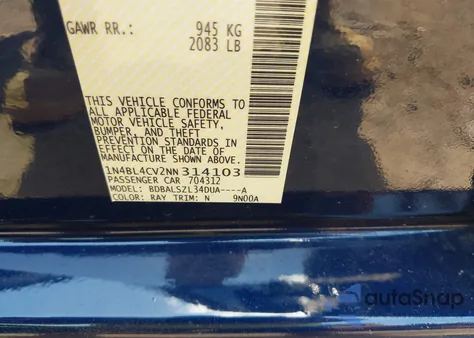 GAWR RR.: 945 KG
2083 LB
THIS VEHICLE CONFORMS TO
ALL APPLICABLE FEDERAL
MOTOR VEHICLE SAFETY,
BUMPER, AND THEFT
PREVENTION STANDARDS IN
EFFECT ON THE DATE OF
MANUFACTURE SHOWN ABOVE.
1N4BL4CV2NN314103
PASSENGER CAR 704312
MODEL: BDBALSZL34DUA----A
COLOR: RAY TRIM: N 9N00A
autoSnap